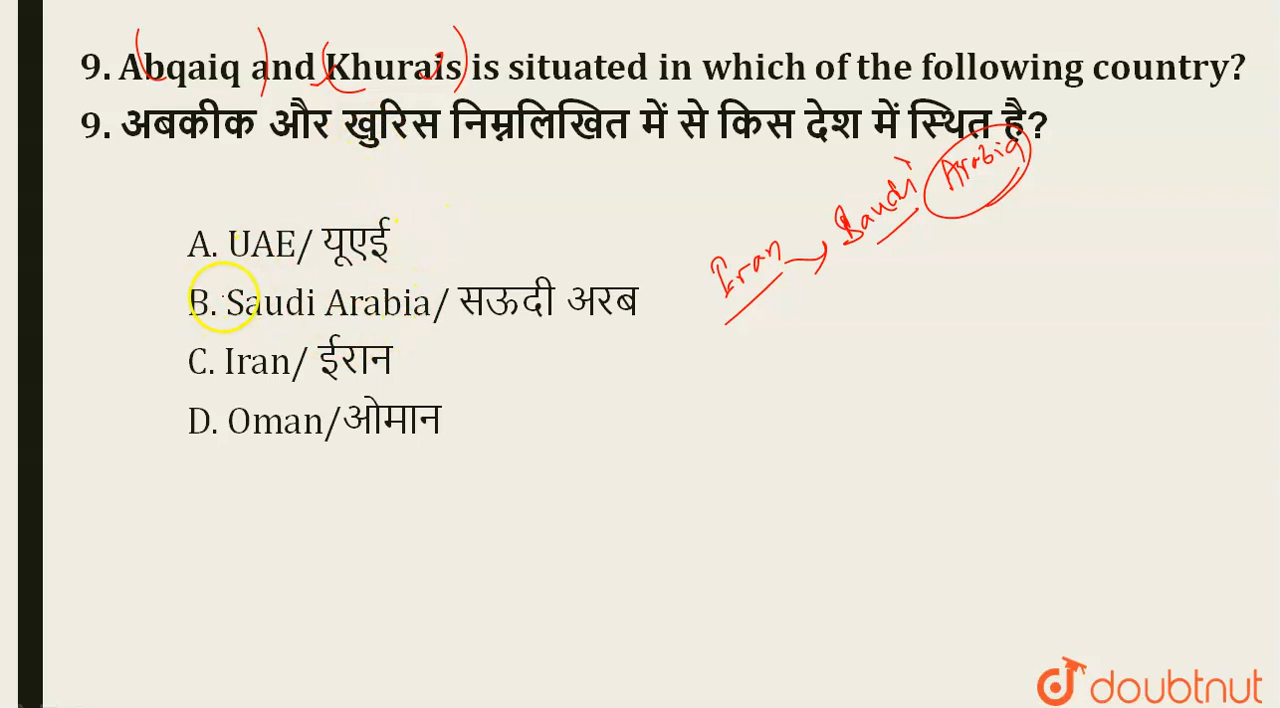 9. Abqaiq and Khurais is situated in which of the following country?
9. अबकीक और खुरिस निम्नलिखित में से किस देश में स्थित है?
A. UAE/ यूएई
B. Saudi Arabia/ सऊदी अरब
C. Iran/ ईरान
D. Oman/ओमान
Iran Saudi Arabia
doubtnut